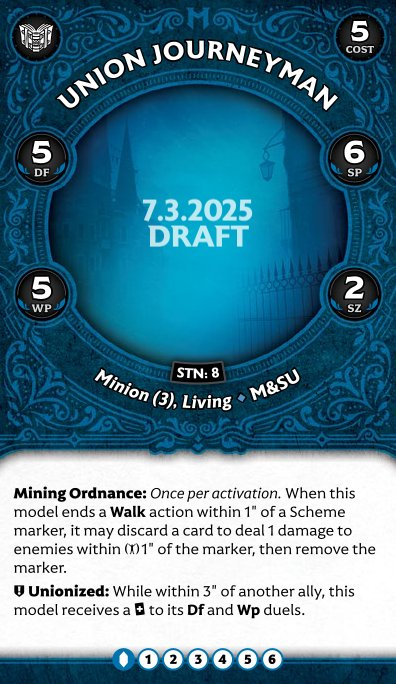 UNION JOURNEYMAN
5
COST
5
DF
6
SP
7.3.2025
DRAFT
5
WP
2
SZ
STN: 8
Minion (3), Living ◆ M&SU
Mining Ordnance: Once per activation. When this
model ends a Walk action within 1" of a Scheme
marker, it may discard a card to deal 1 damage to
enemies within 1" of the marker, then remove the
marker.
Unionized: While within 3" of another ally, this
model receives a + to its Df and Wp duels.
1 2 3 4 5 6